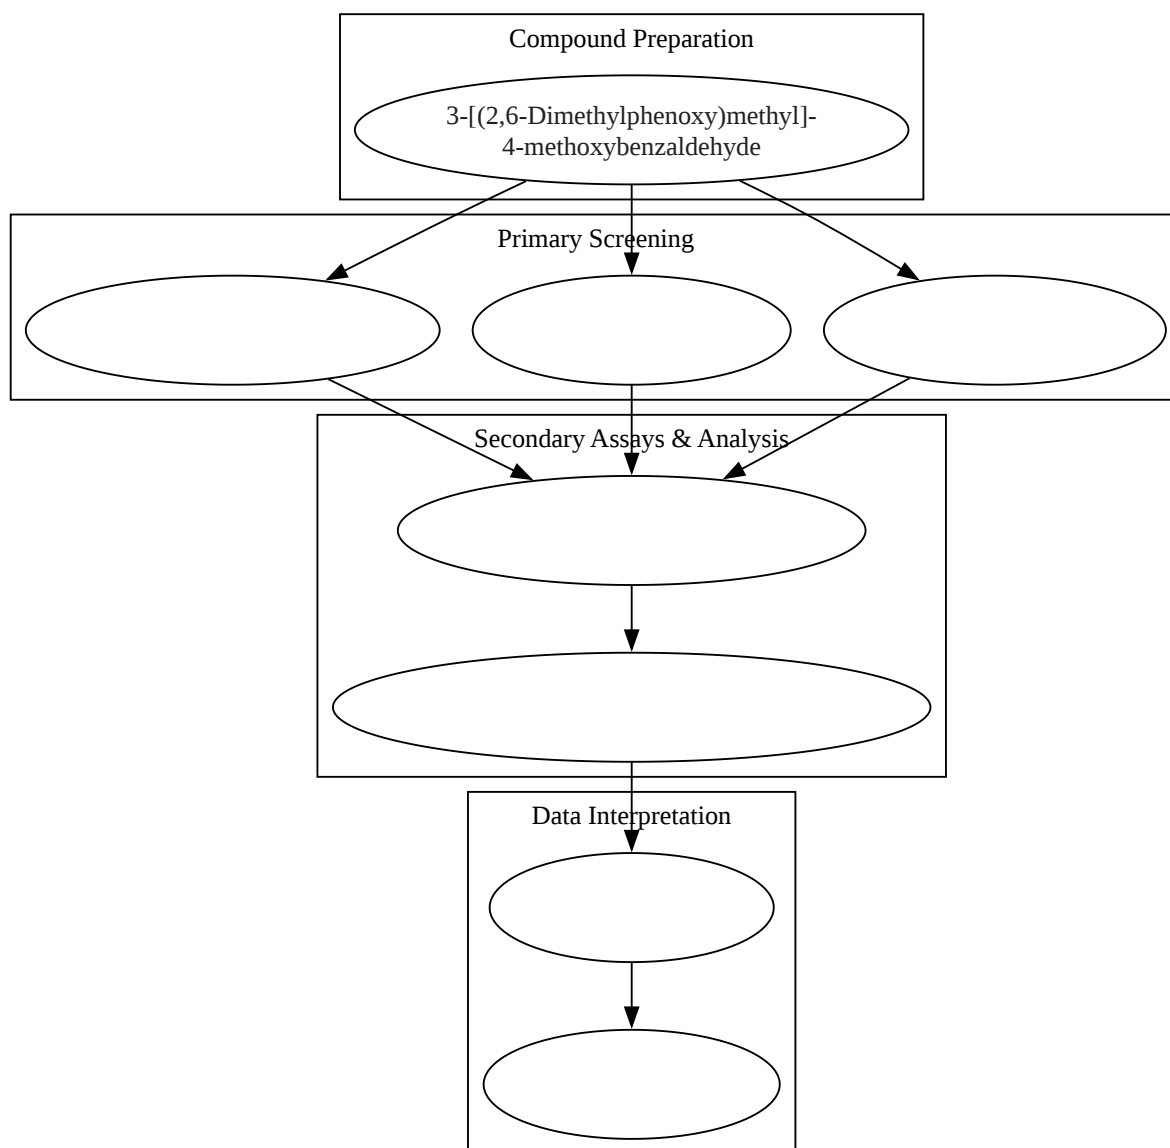 Compound Preparation
3-[(2,6-Dimethylphenoxy)methyl]-
4-methoxybenzaldehyde
Primary Screening
Secondary Assays & Analysis
Data Interpretation